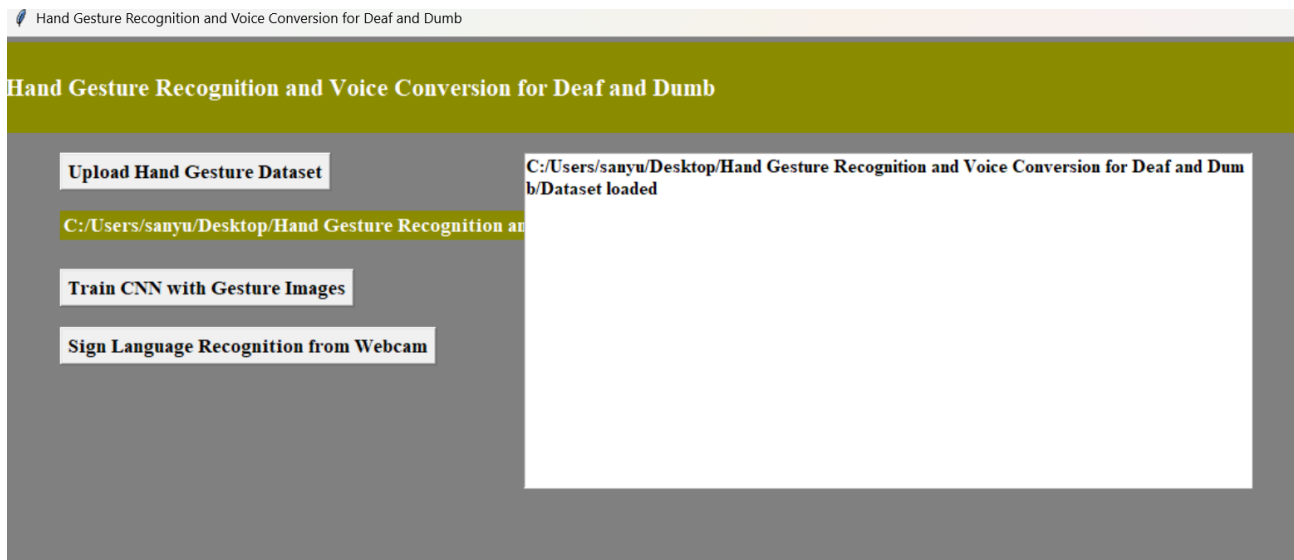 Hand Gesture Recognition and Voice Conversion for Deaf and Dumb
Hand Gesture Recognition and Voice Conversion for Deaf and Dumb
Upload Hand Gesture Dataset
C:/Users/sanyu/Desktop/Hand Gesture Recognition an
Train CNN with Gesture Images
Sign Language Recognition from Webcam
C:/Users/sanyu/Desktop/Hand Gesture Recognition and Voice Conversion for Deaf and Dum
b/Dataset loaded